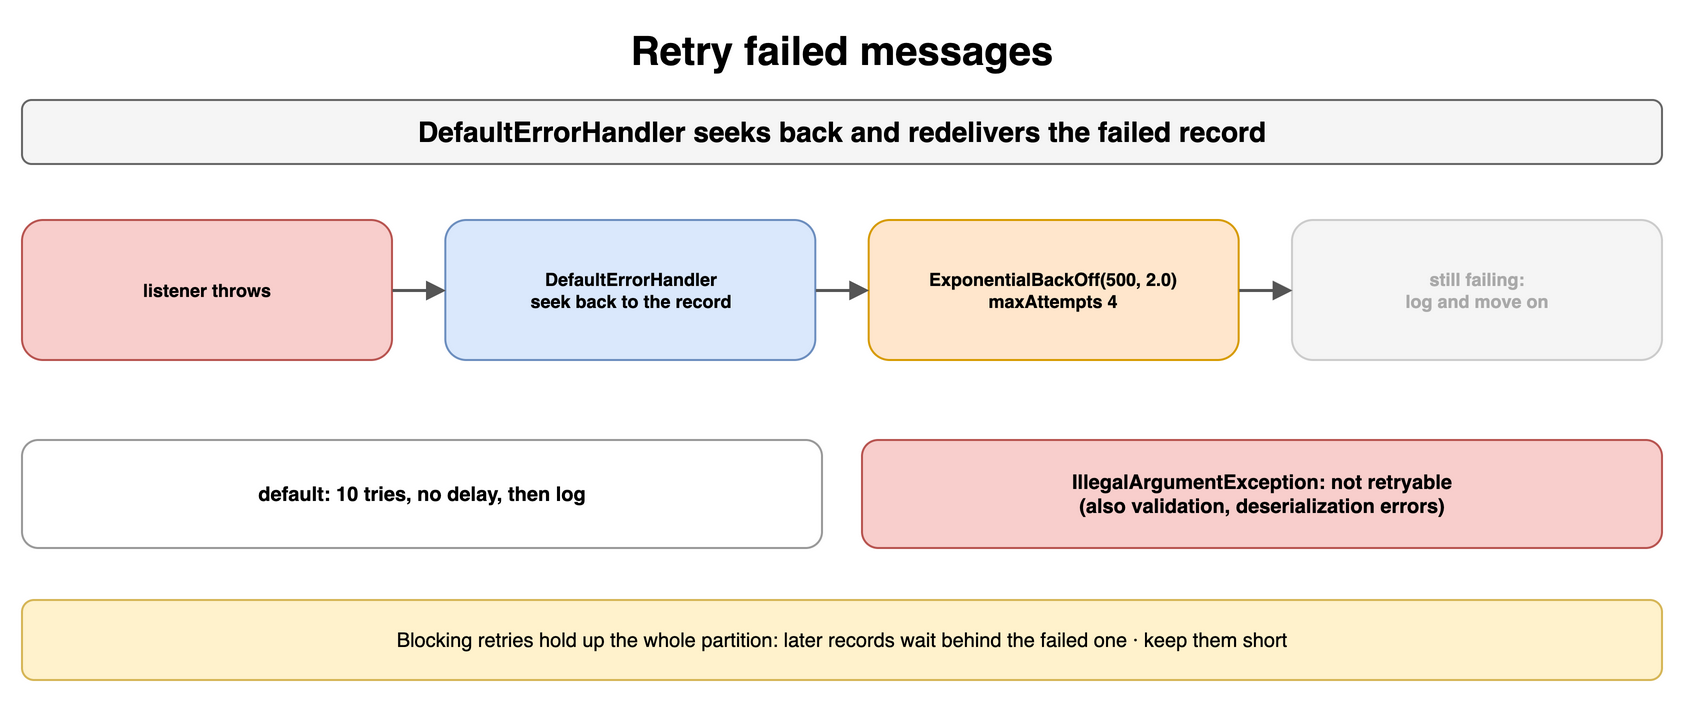 Retry failed messages
DefaultErrorHandler seeks back and redelivers the failed record
listener throws
DefaultErrorHandler
seek back to the record
ExponentialBackOff(500, 2.0)
maxAttempts 4
still failing:
log and move on
default: 10 tries, no delay, then log
IllegalArgumentException: not retryable
(also validation, deserialization errors)
Blocking retries hold up the whole partition: later records wait behind the failed one · keep them short